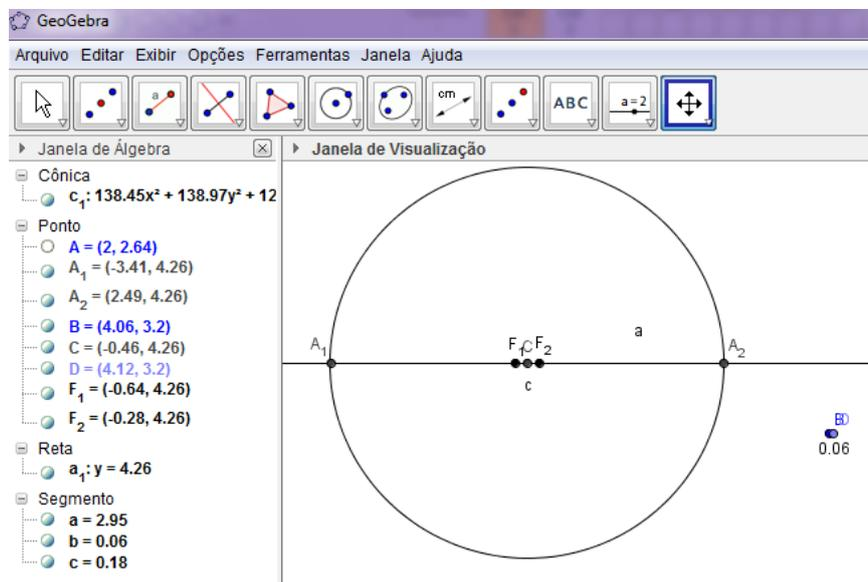 GeoGebra
Arquivo Editar Exibir Opções Ferramentas Janela Ajuda
a
cm
ABC
a = 2
Janela de Álgebra
Cônica
c₁: 138.45x² + 138.97y² + 12
Ponto
A = (2, 2.64)
A₁ = (-3.41, 4.26)
A₂ = (2.49, 4.26)
B = (4.06, 3.2)
C = (-0.46, 4.26)
D = (4.12, 3.2)
F₁ = (-0.64, 4.26)
F₂ = (-0.28, 4.26)
Reta
a₁: y = 4.26
Segmento
a = 2.95
b = 0.06
c = 0.18
Janela de Visualização
a
A₁ F₁ C F₂ A₂
c
B D
0.06